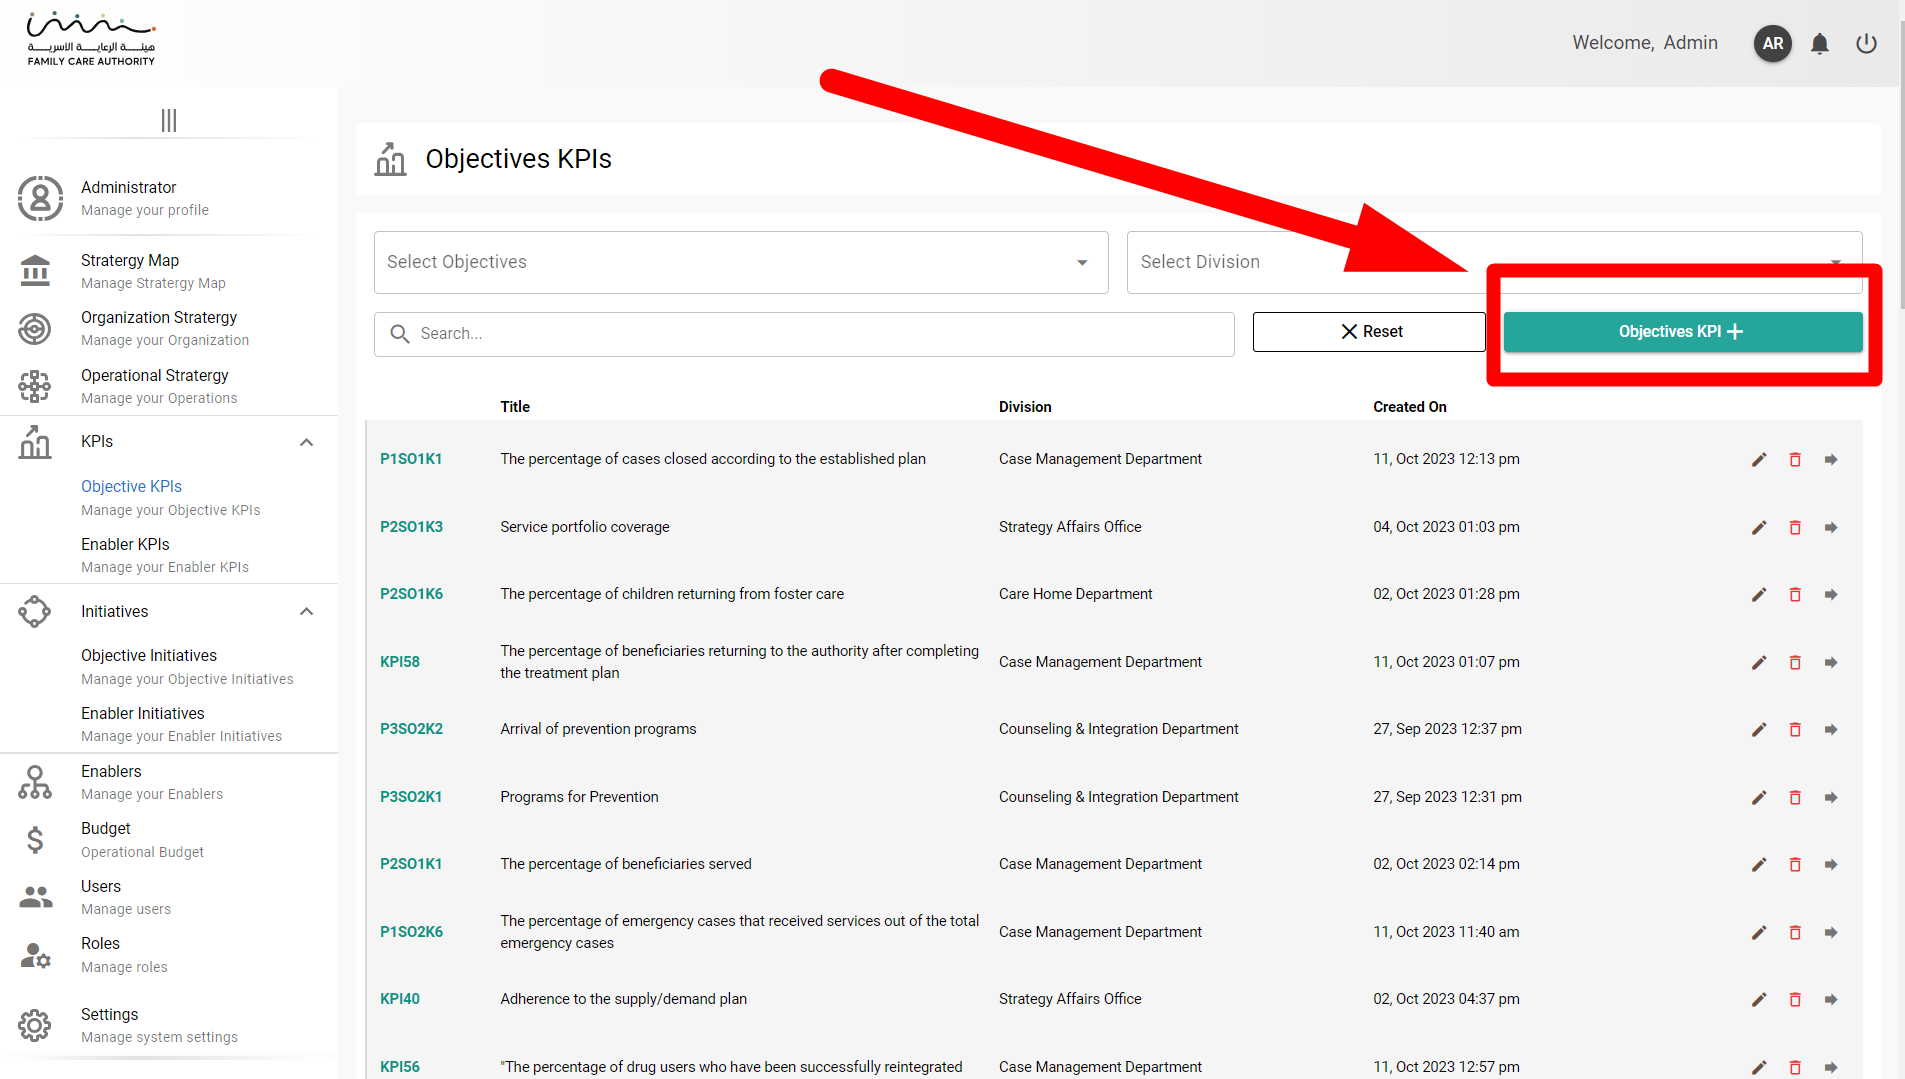 هيئة الرعاية الأسرية
FAMILY CARE AUTHORITY
Welcome, Admin
AR
Administrator
Manage your profile
Stratergy Map
Manage Stratergy Map
Organization Stratergy
Manage your Organization
Operational Stratergy
Manage your Operations
KPIs
Objective KPIs
Manage your Objective KPIs
Enabler KPIs
Manage your Enabler KPIs
Initiatives
Objective Initiatives
Manage your Objective Initiatives
Enabler Initiatives
Manage your Enabler Initiatives
Enablers
Manage your Enablers
Budget
Operational Budget
Users
Manage users
Roles
Manage roles
Settings
Manage system settings
Objectives KPIs
Select Objectives
Select Division
Search...
Reset
Objectives KPI
Title Division Created On
P1SO1K1 The percentage of cases closed according to the established plan Case Management Department 11, Oct 2023 12:13 pm
P2SO1K3 Service portfolio coverage Strategy Affairs Office 04, Oct 2023 01:03 pm
P2SO1K6 The percentage of children returning from foster care Care Home Department 02, Oct 2023 01:28 pm
KPI58 The percentage of beneficiaries returning to the authority after completing
the treatment plan Case Management Department 11, Oct 2023 01:07 pm
P3SO2K2 Arrival of prevention programs Counseling & Integration Department 27, Sep 2023 12:37 pm
P3SO2K1 Programs for Prevention Counseling & Integration Department 27, Sep 2023 12:31 pm
P2SO1K1 The percentage of beneficiaries served Case Management Department 02, Oct 2023 02:14 pm
P1SO2K6 The percentage of emergency cases that received services out of the total
emergency cases Case Management Department 11, Oct 2023 11:40 am
KPI40 Adherence to the supply/demand plan Strategy Affairs Office 02, Oct 2023 04:37 pm
KPI56 "The percentage of drug users who have been successfully reintegrated Case Management Department 11, Oct 2023 12:57 pm